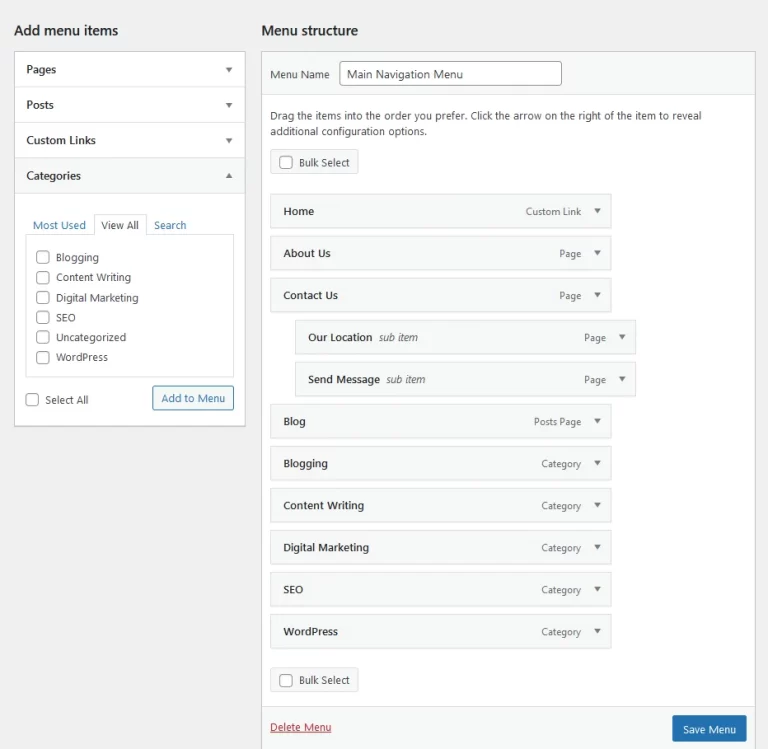 Add menu items
Pages
Posts
Custom Links
Categories
Most Used View All Search
Blogging
Content Writing
Digital Marketing
SEO
Uncategorized
WordPress
Select All Add to Menu
Menu structure
Menu Name Main Navigation Menu
Drag the items into the order you prefer. Click the arrow on the right of the item to reveal
additional configuration options.
Bulk Select
Home Custom Link
About Us Page
Contact Us Page
Our Location sub item Page
Send Message sub item Page
Blog Posts Page
Blogging Category
Content Writing Category
Digital Marketing Category
SEO Category
WordPress Category
Bulk Select
Delete Menu Save Menu